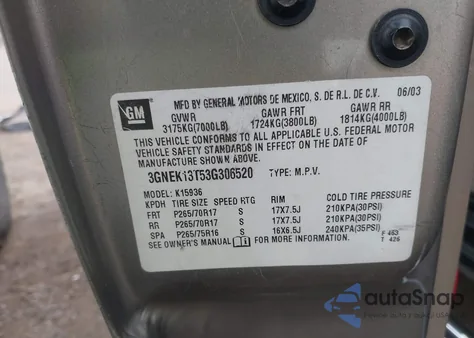 GM
MFD BY GENERAL MOTORS DE MEXICO, S. DE R.L. DE C.V. 06/03
GVWR GAWR FRT GAWR RR
3175KG(7000LB) 1724KG(3800LB) 1814KG(4000LB)
THIS VEHICLE CONFORMS TO ALL APPLICABLE U.S. FEDERAL MOTOR
VEHICLE SAFETY STANDARDS IN EFFECT ON THE DATE OF
MANUFACTURE SHOWN ABOVE.
3GNEK13T53G306520 TYPE: M.P.V.
MODEL: K15936
KPDH TIRE SIZE SPEED RTG RIM COLD TIRE PRESSURE
FRT P265/70R17 S 17X7.5J 210KPA(30PSI)
RR P265/70R17 S 17X7.5J 210KPA(30PSI)
SPA P265/75R16 S 16X6.5J 240KPA(35PSI)
SEE OWNER'S MANUAL FOR MORE INFORMATION.
F 463
T 426
autoSnap